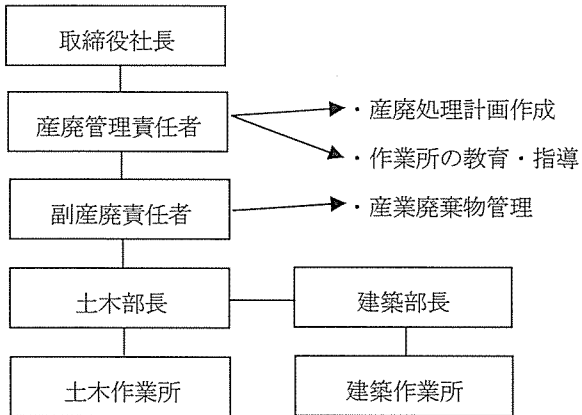 取締役社長
産廃管理責任者
・産廃処理計画作成
・作業所の教育・指導
副産廃責任者
・産業廃棄物管理
土木部長
建築部長
土木作業所
建築作業所